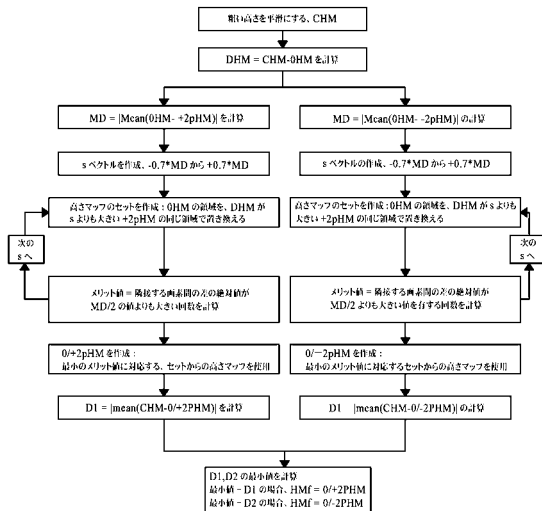 粗い高さを平滑にする、CHM
DHM = CHM-0HM を計算
MD = |Mean(0HM- +2pHM)| を計算
s ベクトルを作成、-0.7*MD から +0.7*MD
高さマップのセットを作成：0HM の領域を、DHM が
s よりも大きい +2pHM の同じ領域で置き換える
次の
s へ
メリット値 = 隣接する画素間の差の絶対値が
MD/2 の値よりも大きい回数を計算
0/+2pHM を作成：
最小のメリット値に対応する、セットからの高さマップを使用
D1 = |mean(CHM-0/+2PHM)| を計算
MD = |Mean(0HM- -2pHM)| の計算
s ベクトルの作成、-0.7*MD から +0.7*MD
高さマップのセットを作成：0HM の領域を、DHM が s よりも
大きい +2pHM の同じ領域で置き換える
次の
s へ
メリット値 = 隣接する画素間の差の絶対値が
MD/2 よりも大きい値を有する回数を計算
0/－2pHM を作成：
最小のメリット値に対応するセットからの高さマップを使用
D1 |mean(CHM-0/-2PHM)| の計算
D1,D2 の最小値を計算
最小値 = D1 の場合、HMf = 0/+2PHM
最小値 = D2 の場合、HMf = 0/-2PHM